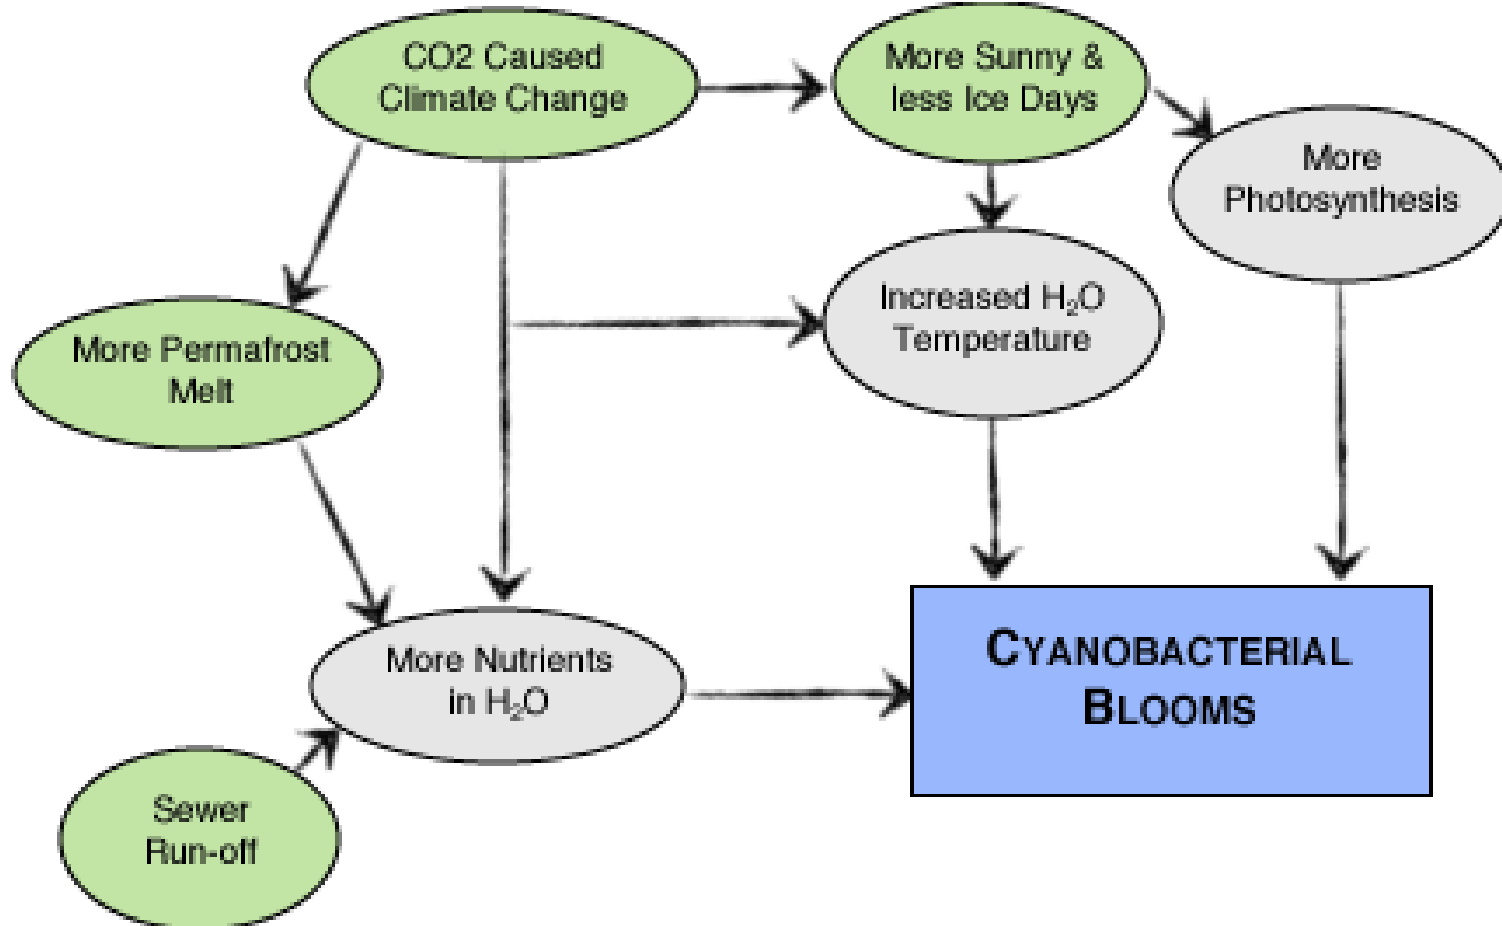 CO2 Caused
Climate Change
More Sunny &
less Ice Days
More
Photosynthesis
Increased H₂O
Temperature
More Permafrost
Melt
More Nutrients
in H₂O
CYANOBACTERIAL
BLOOMS
Sewer
Run-off